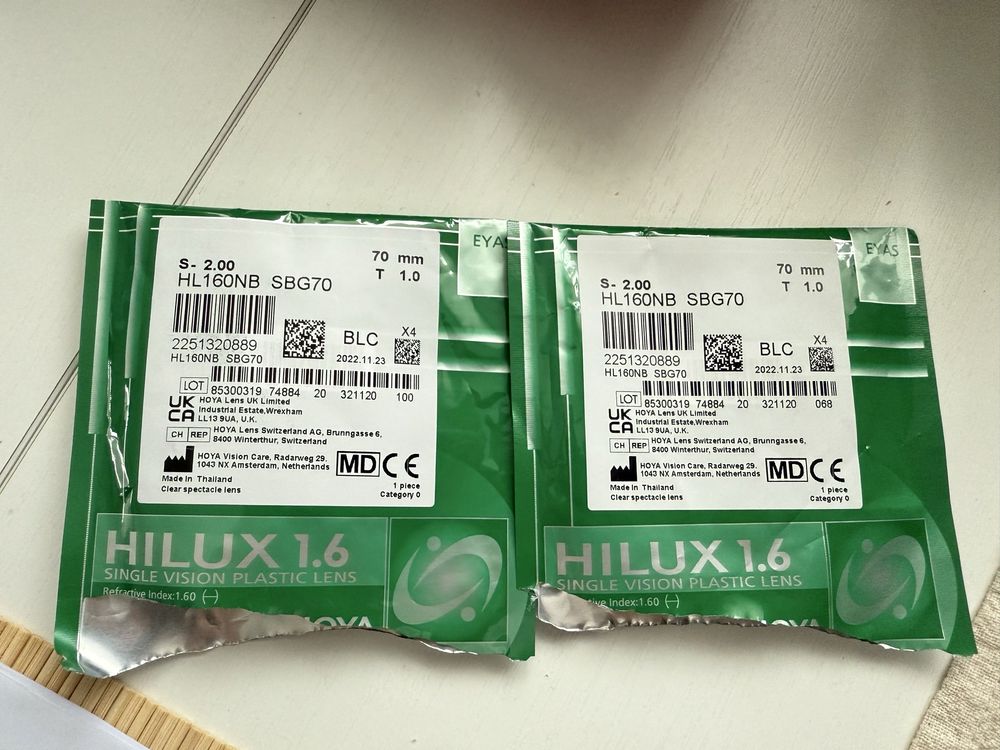 EYAS
S- 2.00
70 mm
HL160NB SBG70
T 1.0
2251320889
HL160NB SBG70
BLC
2022.11.23
X4
LOT 85300319 74884 20 321120 100
UK CA
HOYA Lens UK Limited
Industrial Estate,Wrexham
LL13 9UA, U.K.
CH REP
HOYA Lens Switzerland AG, Brunngasse 6,
8400 Winterthur, Switzerland
HOYA Vision Care, Radarweg 29,
1043 NX Amsterdam, Netherlands
MD CE
Made in Thailand
Clear spectacle lens
1 piece
Category 0
HILUX 1.6
SINGLE VISION PLASTIC LENS
Refractive Index:1.60 (—)
HOYA
EYAS
S- 2.00
70 mm
HL160NB SBG70
T 1.0
2251320889
HL160NB SBG70
BLC
2022.11.23
X4
LOT 85300319 74884 20 321120 068
UK CA
HOYA Lens UK Limited
Industrial Estate,Wrexham
LL13 9UA, U.K.
CH REP
HOYA Lens Switzerland AG, Brunngasse 6,
8400 Winterthur, Switzerland
HOYA Vision Care, Radarweg 29,
1043 NX Amsterdam, Netherlands
MD CE
Made in Thailand
Clear spectacle lens
1 piece
Category 0
HILUX 1.6
SINGLE VISION PLASTIC LENS
Index:1.60 (—)